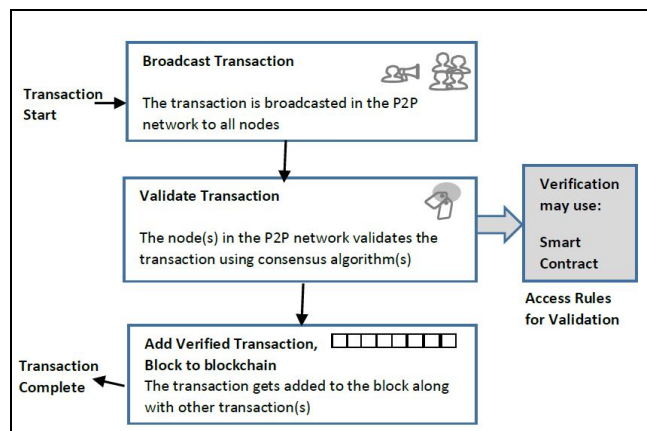 Broadcast Transaction
Transaction
Start
The transaction is broadcasted in the P2P
network to all nodes
Validate Transaction
The node(s) in the P2P network validates the
transaction using consensus algorithm(s)
Verification
may use:
Smart
Contract
Access Rules
for Validation
Add Verified Transaction,
Block to blockchain
The transaction gets added to the block along
with other transaction(s)
Transaction
Complete